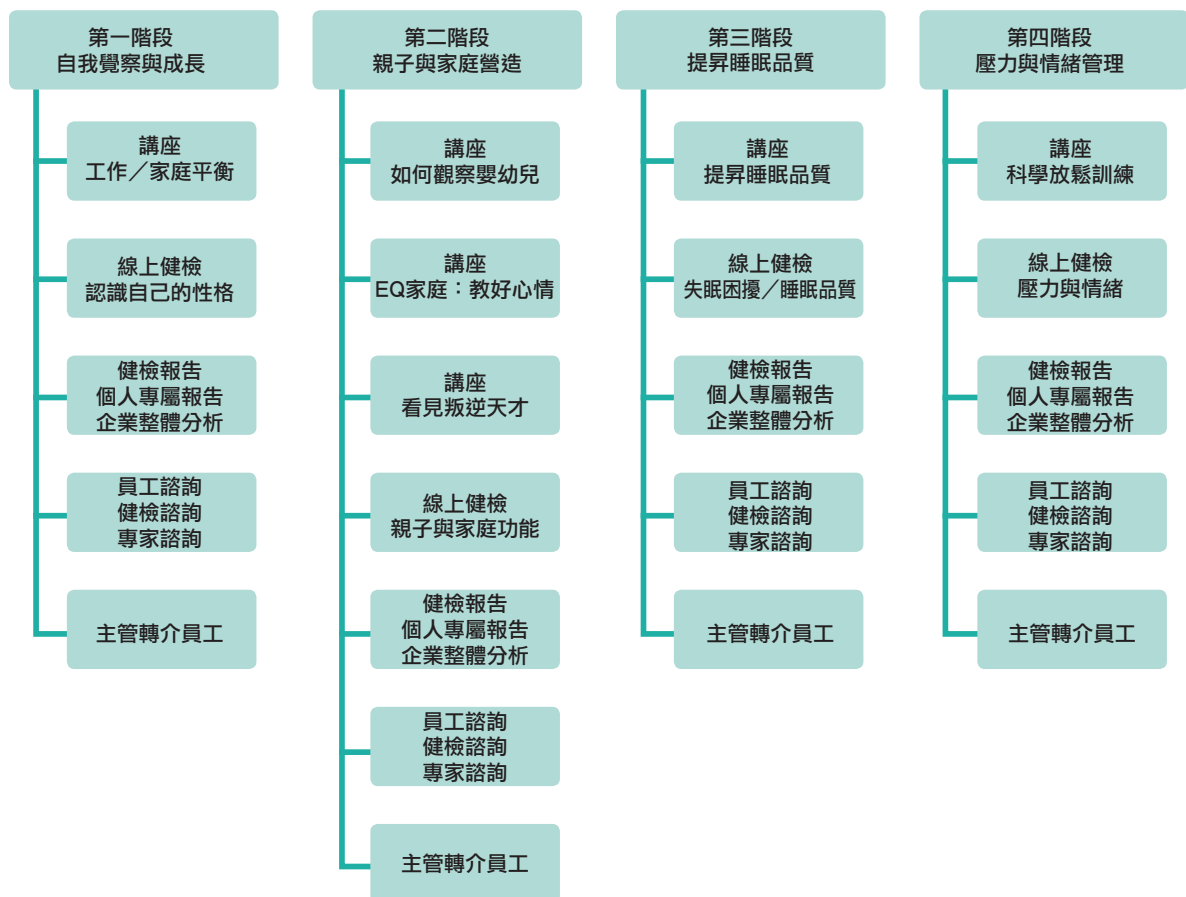 第一階段
自我覺察與成長
講座
工作／家庭平衡
線上健檢
認識自己的性格
健檢報告
個人專屬報告
企業整體分析
員工諮詢
健檢諮詢
專家諮詢
主管轉介員工
第二階段
親子與家庭營造
講座
如何觀察嬰幼兒
講座
EQ家庭：教好心情
講座
看見叛逆天才
線上健檢
親子與家庭功能
健檢報告
個人專屬報告
企業整體分析
員工諮詢
健檢諮詢
專家諮詢
主管轉介員工
第三階段
提昇睡眠品質
講座
提昇睡眠品質
線上健檢
失眠困擾／睡眠品質
健檢報告
個人專屬報告
企業整體分析
員工諮詢
健檢諮詢
專家諮詢
主管轉介員工
第四階段
壓力與情緒管理
講座
科學放鬆訓練
線上健檢
壓力與情緒
健檢報告
個人專屬報告
企業整體分析
員工諮詢
健檢諮詢
專家諮詢
主管轉介員工